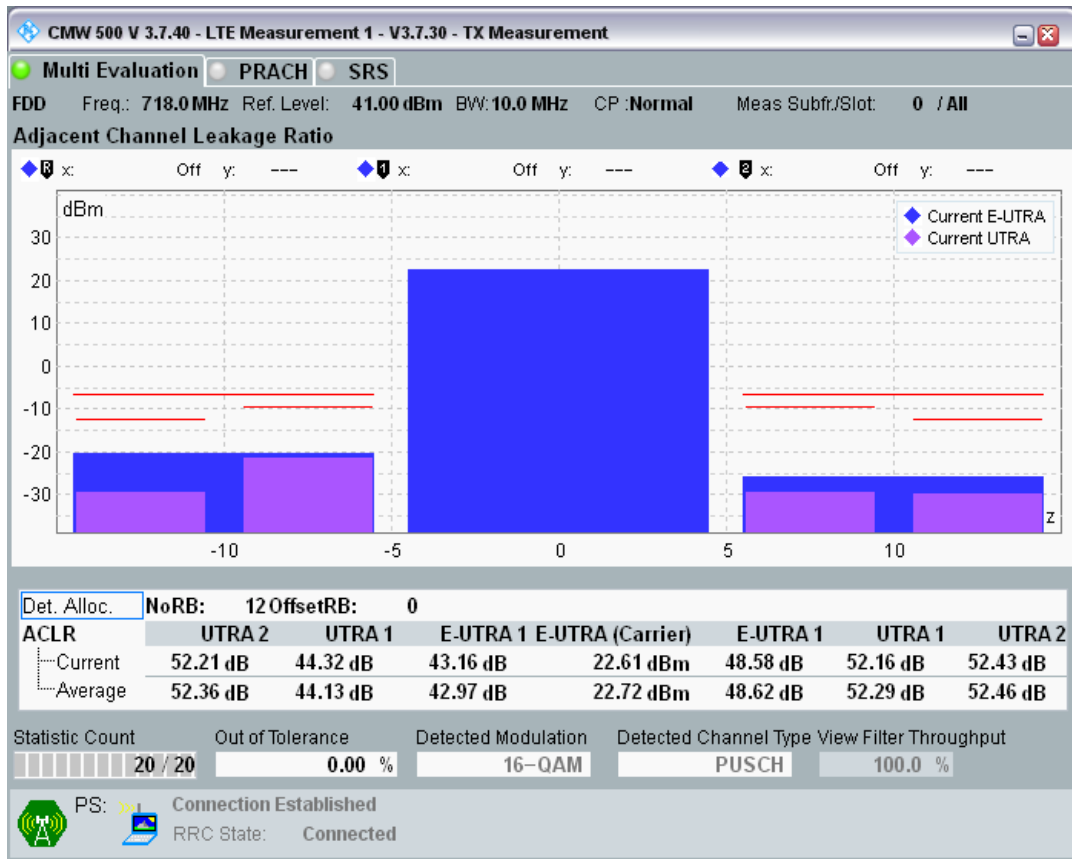 CMW 500 V 3.7.40 - LTE Measurement 1 - V3.7.30 - TX Measurement
Multi Evaluation PRACH SRS
FDD Freq.: 718.0 MHz Ref. Level: 41.00 dBm BW: 10.0 MHz CP :Normal Meas Subfr./Slot: 0 / All
Adjacent Channel Leakage Ratio
R x: Off y: --- 1 x: Off y: --- 2 x: Off y: ---
dBm
Current E-UTRA
Current UTRA
30
20
10
0
-10
-20
-30
z
-10 -5 0 5 10
Det. Alloc. NoRB: 12 OffsetRB: 0
ACLR UTRA 2 UTRA 1 E-UTRA 1 E-UTRA (Carrier) E-UTRA 1 UTRA 1 UTRA 2
Current 52.21 dB 44.32 dB 43.16 dB 22.61 dBm 48.58 dB 52.16 dB 52.43 dB
Average 52.36 dB 44.13 dB 42.97 dB 22.72 dBm 48.62 dB 52.29 dB 52.46 dB
Statistic Count Out of Tolerance Detected Modulation Detected Channel Type View Filter Throughput
20 / 20 0.00 % 16-QAM PUSCH 100.0 %
PS: Connection Established
RRC State: Connected